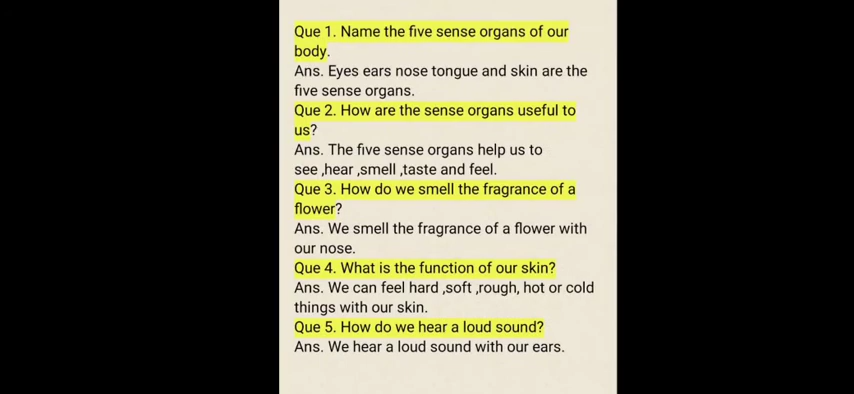 Que 1. Name the five sense organs of our
body.
Ans. Eyes ears nose tongue and skin are the
five sense organs.
Que 2. How are the sense organs useful to
us?
Ans. The five sense organs help us to
see ,hear ,smell ,taste and feel.
Que 3. How do we smell the fragrance of a
flower?
Ans. We smell the fragrance of a flower with
our nose.
Que 4. What is the function of our skin?
Ans. We can feel hard ,soft ,rough, hot or cold
things with our skin.
Que 5. How do we hear a loud sound?
Ans. We hear a loud sound with our ears.